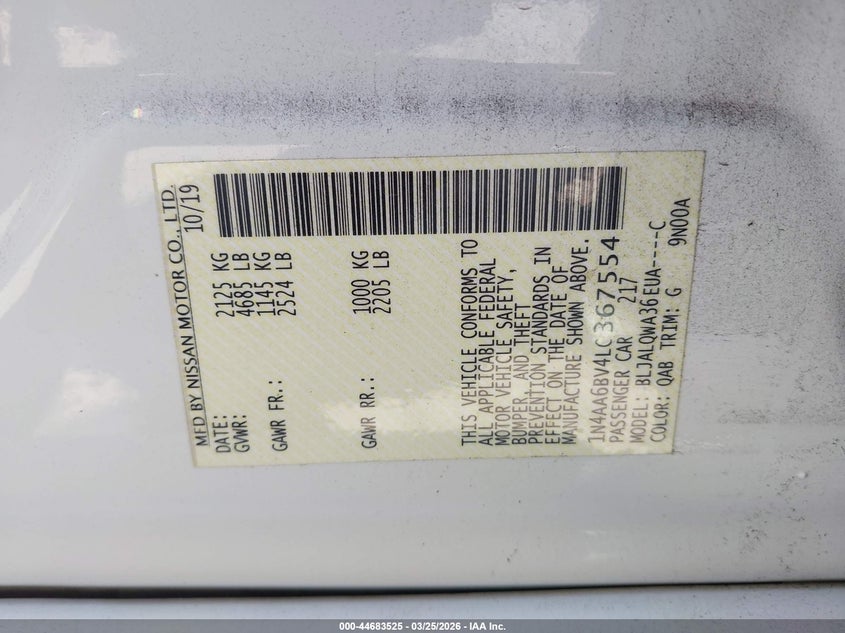 MFD BY NISSAN MOTOR CO., LTD.
DATE: 10/19
GVWR: 2125 KG
4685 LB
GAWR FR.: 1145 KG
2524 LB
GAWR RR.: 1000 KG
2205 LB
THIS VEHICLE CONFORMS TO
ALL APPLICABLE FEDERAL
MOTOR VEHICLE SAFETY,
BUMPER, AND THEFT
PREVENTION STANDARDS IN
EFFECT ON THE DATE OF
MANUFACTURE SHOWN ABOVE.
1N4AA6BV4LC367554
PASSENGER CAR 217
MODEL: BLJALQWA36EUA----C
COLOR: QAB TRIM: G 9N00A
000-44683525 - 03/25/2026 - IAA Inc.